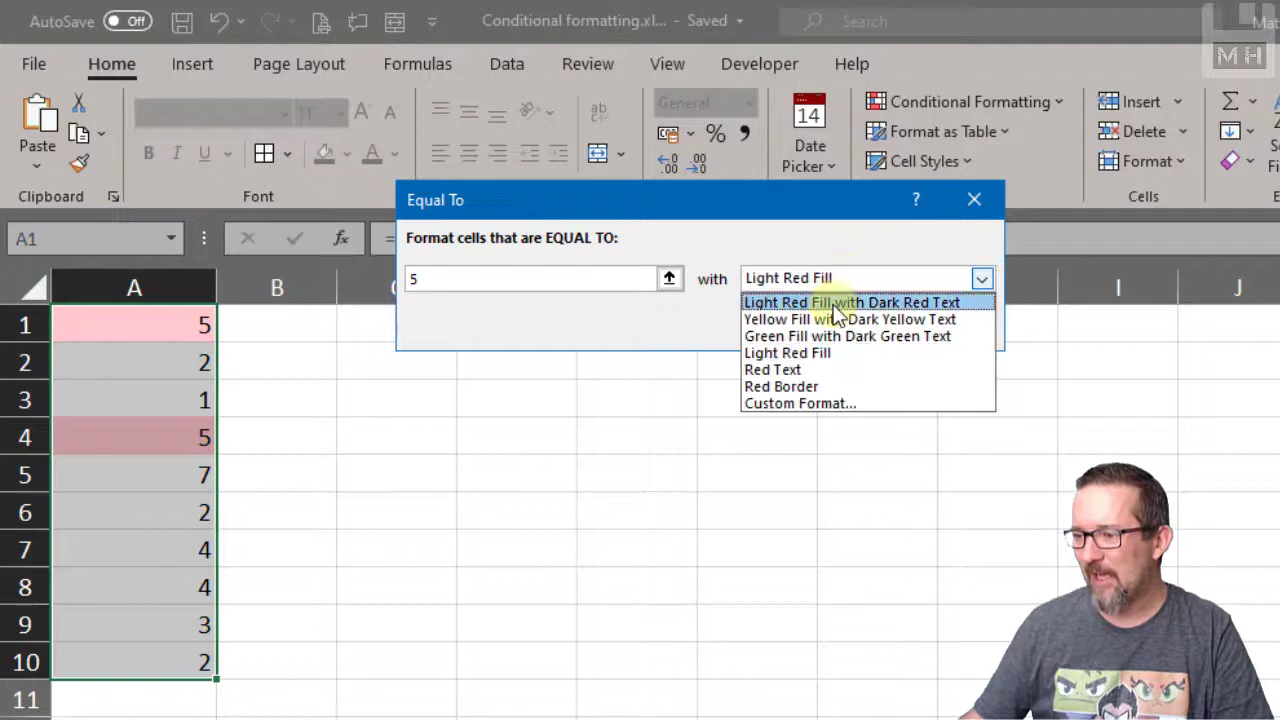 AutoSave Off Conditional formatting.xl... - Saved Search Mat
MH
File Home Insert Page Layout Formulas Data Review View Developer Help
General
14
Conditional Formatting
Insert
Format as Table
Delete
Paste
Date
Picker
Cell Styles
Format
Clipboard
Font
Cells
A1
fx
=
Equal To
Format cells that are EQUAL TO:
5 with Light Red Fill
Light Red Fill with Dark Red Text
Yellow Fill with Dark Yellow Text
Green Fill with Dark Green Text
Light Red Fill
Red Text
Red Border
Custom Format...
A B I J
1 5
2 2
3 1
4 5
5 7
6 2
7 4
8 4
9 3
10 2
11